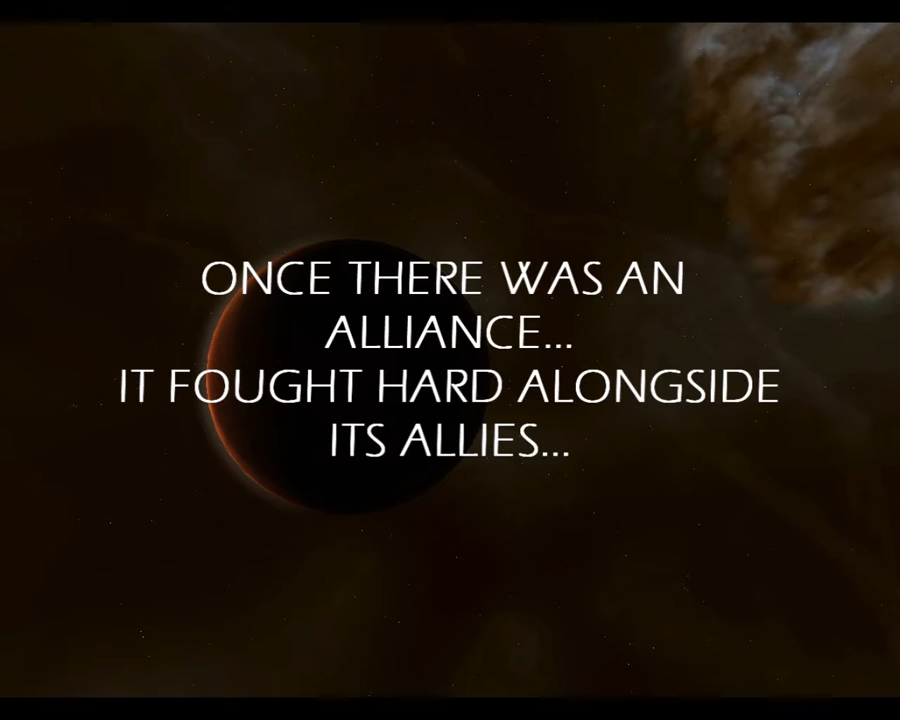 ONCE THERE WAS AN
ALLIANCE...
IT FOUGHT HARD ALONGSIDE
ITS ALLIES...